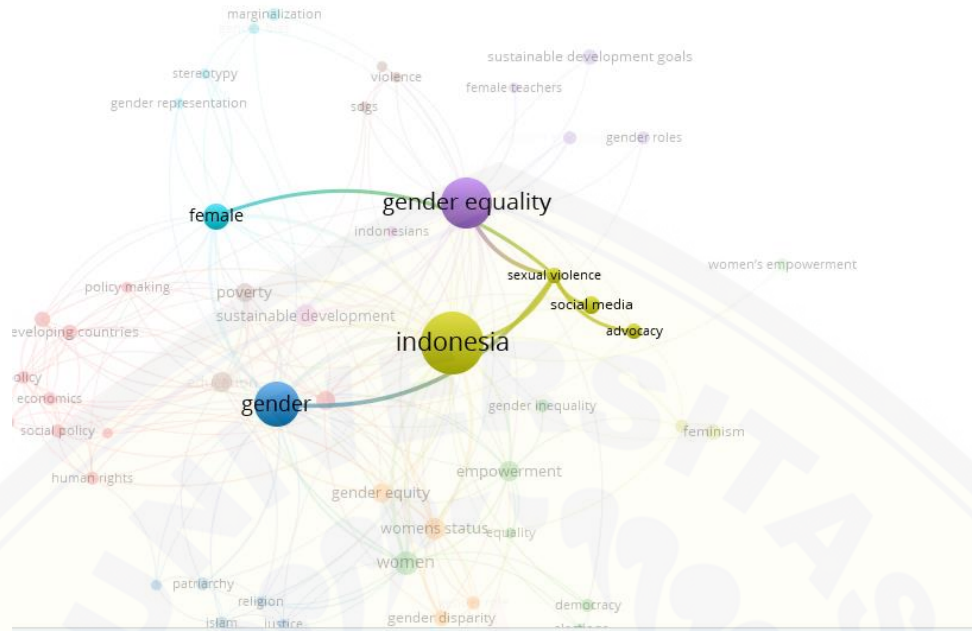 marginalization
stereotypy
violence
sustainable development goals
female teachers
gender representation
sdgs
gender roles
gender equality
female
indonesians
sexual violence
women's empowerment
policy making
poverty
social media
sustainable development
eveloping countries
advocacy
indonesia
olicy
economics
gender
gender inequality
social policy
feminism
human rights
empowerment
gender equity
womens status
equality
women
patriarchy
religion
democracy
gender disparity
islam
justice
elections
UNIVERSITAS